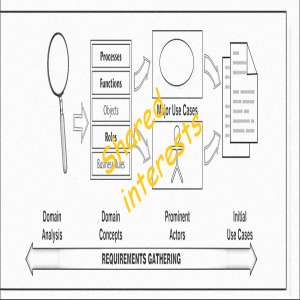 Processes
Functions
Objects
Roles
Business Rules
Major Use Cases
Shared
interests
Domain
Analysis
Domain
Concepts
Prominent
Actors
Initial
Use Cases
REQUIREMENTS GATHERING